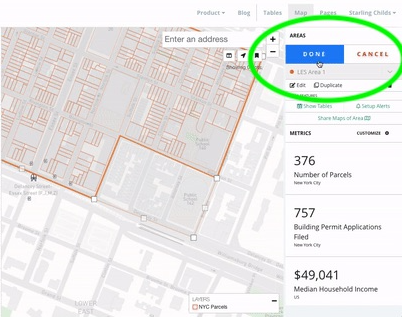 Product Blog Tables Map Pages Starling Childs
Enter an address
+
−
AREAS
DONE CANCEL
LES Area 1
Edit Duplicate
Show Tables Setup Alerts
Share Maps of Area
METRICS CUSTOMIZE
376
Number of Parcels
New York City
757
Building Permit Applications
Filed
New York City
$49,041
Median Household Income
US
LAYERS
NYC Parcels
LOWER
EAST